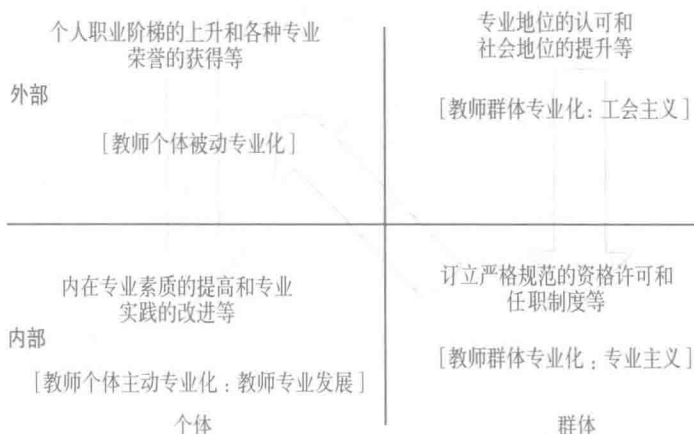 个人职业阶梯的上升和各种专业
荣誉的获得等
外部
[教师个体被动专业化]
专业地位的认可和
社会地位的提升等
[教师群体专业化：工会主义]
内在专业素质的提高和专业
实践的改进等
内部
[教师个体主动专业化：教师专业发展]
个体
订立严格规范的资格许可和
任职制度等
[教师群体专业化：专业主义]
群体